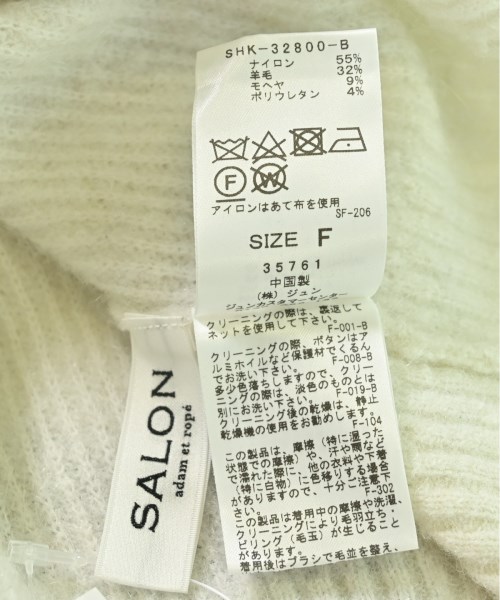 SHK-32800-B
ナイロン 55%
羊毛 32%
モヘヤ 9%
ポリウレタン 4%
F
W
アイロンはあて布を使用
SF-206
SIZE F
35761
中国製
(株) ジュン
ジュンカスタマーセンター
クリーニングの際は、裏返して
ネットを使用して下さい。
F-001-B
クリーニングの際、ボタンはア
ルミホイルなど保護材でくるん
でお洗い下さい。 F-008-B
多少色落ちしますので、クリー
ニングの際は、淡色のものとは
別にお洗い下さい。 F-019-B
クリーニング後の乾燥は、静止
乾燥機の使用をお勧めします。
F-104
この製品は、摩擦(特に湿った
状態での摩擦)や、汗や雨など
で濡れた際に、他の衣料や下着
(特に白物)に色移りする場合
がありますので、十分ご注意下
さい。 F-302
この製品は着用中の摩擦や洗濯、
クリーニングにより毛羽立ち・
ピリング(毛玉)が生じること
があります。
着用後はブラシで毛並を整え、
SALON
adam et ropé